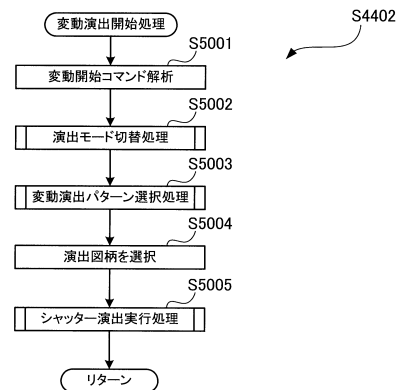 変動演出開始処理
S4402
S5001
変動開始コマンド解析
S5002
演出モード切替処理
S5003
変動演出パターン選択処理
S5004
演出図柄を選択
S5005
シャッター演出実行処理
リターン